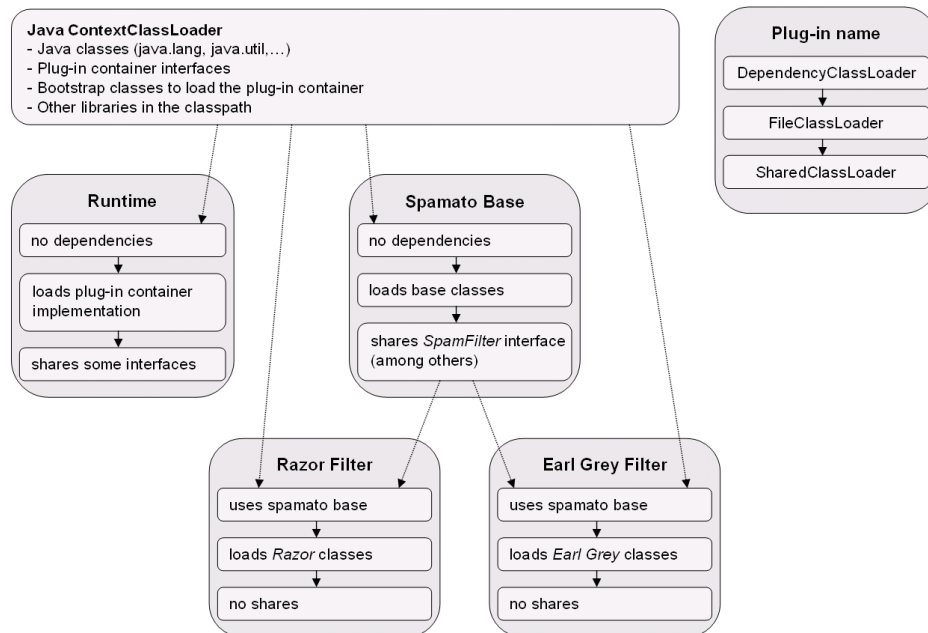 Java ContextClassLoader
- Java classes (java.lang, java.util,...)
- Plug-in container interfaces
- Bootstrap classes to load the plug-in container
- Other libraries in the classpath
Plug-in name
DependencyClassLoader
FileClassLoader
SharedClassLoader
Runtime
no dependencies
loads plug-in container
implementation
shares some interfaces
Spamato Base
no dependencies
loads base classes
shares SpamFilter interface
(among others)
Razor Filter
uses spamato base
loads Razor classes
no shares
Earl Grey Filter
uses spamato base
loads Earl Grey classes
no shares